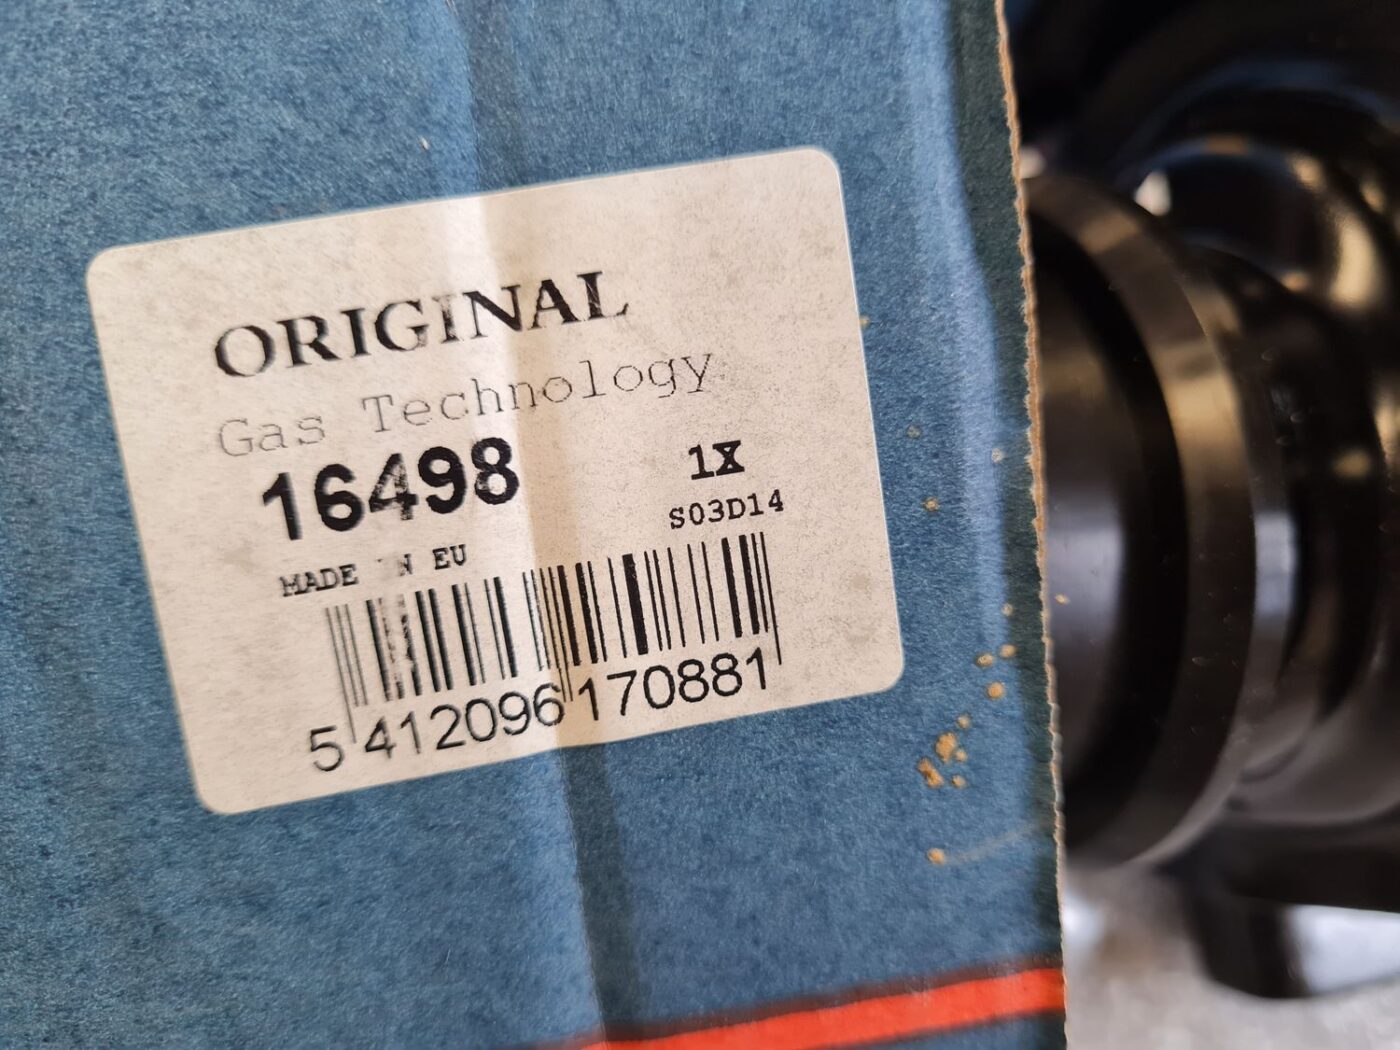 ORIGINAL
Gas Technology
16498
1X
S03D14
MADE IN EU
5 412096 170881